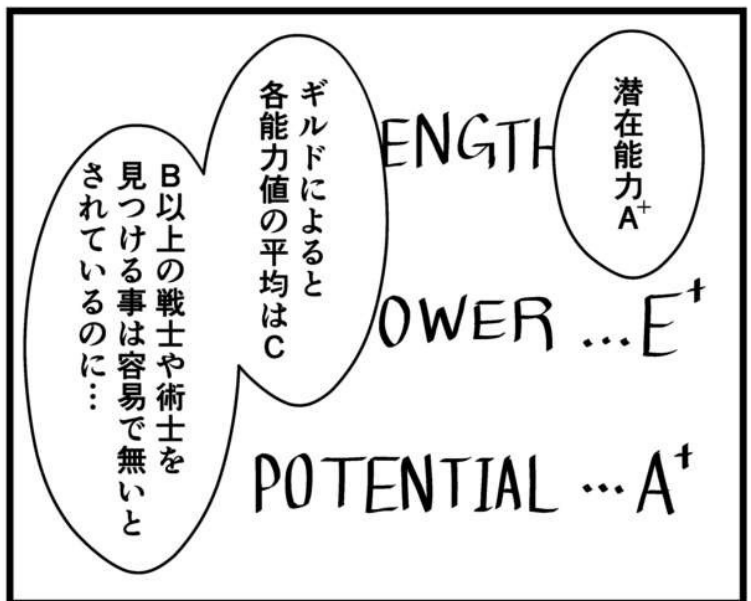 潜在能力A⁺
ギルドによると
各能力値の平均はC
B以上の戦士や術士を
見つける事は容易で無いと
されているのに…
ENGTH
OWER …E⁺
POTENTIAL …A⁺